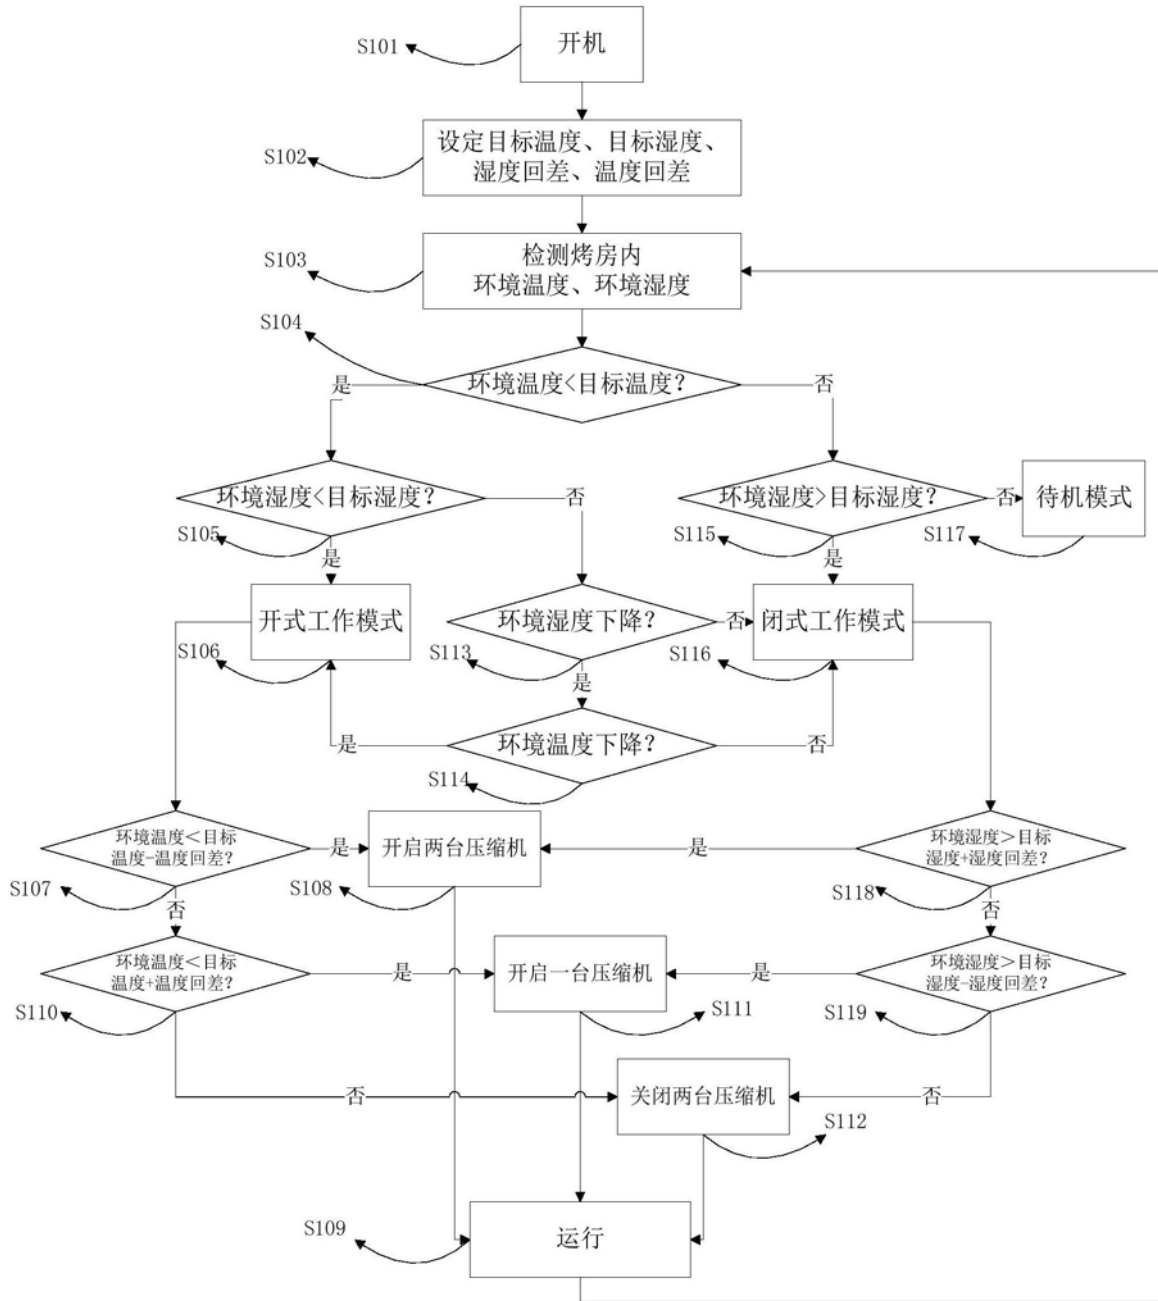 开机
S101
设定目标温度、目标湿度、
湿度回差、温度回差
S102
检测烤房内
环境温度、环境湿度
S103
S104
环境温度<目标温度?
是
否
环境湿度<目标湿度?
否
环境湿度>目标湿度?
否
待机模式
S105
是
S115
是
S117
开式工作模式
环境湿度下降?
否
闭式工作模式
S106
S113
是
S116
是
环境温度下降?
否
S114
环境温度<目标
温度-温度回差?
是
开启两台压缩机
是
环境湿度>目标
湿度+湿度回差?
S107
否
S108
S118
否
环境温度<目标
温度+温度回差?
是
开启一台压缩机
是
环境湿度>目标
湿度-湿度回差?
S110
S111
S119
否
关闭两台压缩机
否
S112
S109
运行